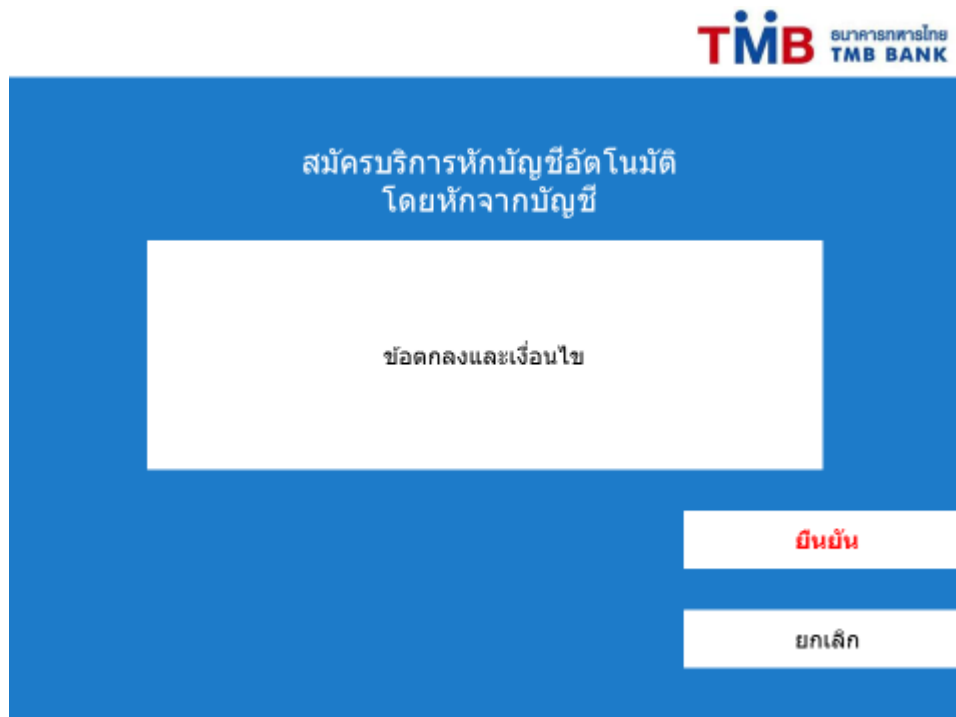 TMB ธนาคารทหารไทย
TMB BANK
สมัครบริการหักบัญชีอัตโนมัติ
โดยหักจากบัญชี
ข้อตกลงและเงื่อนไข
ยืนยัน
ยกเลิก